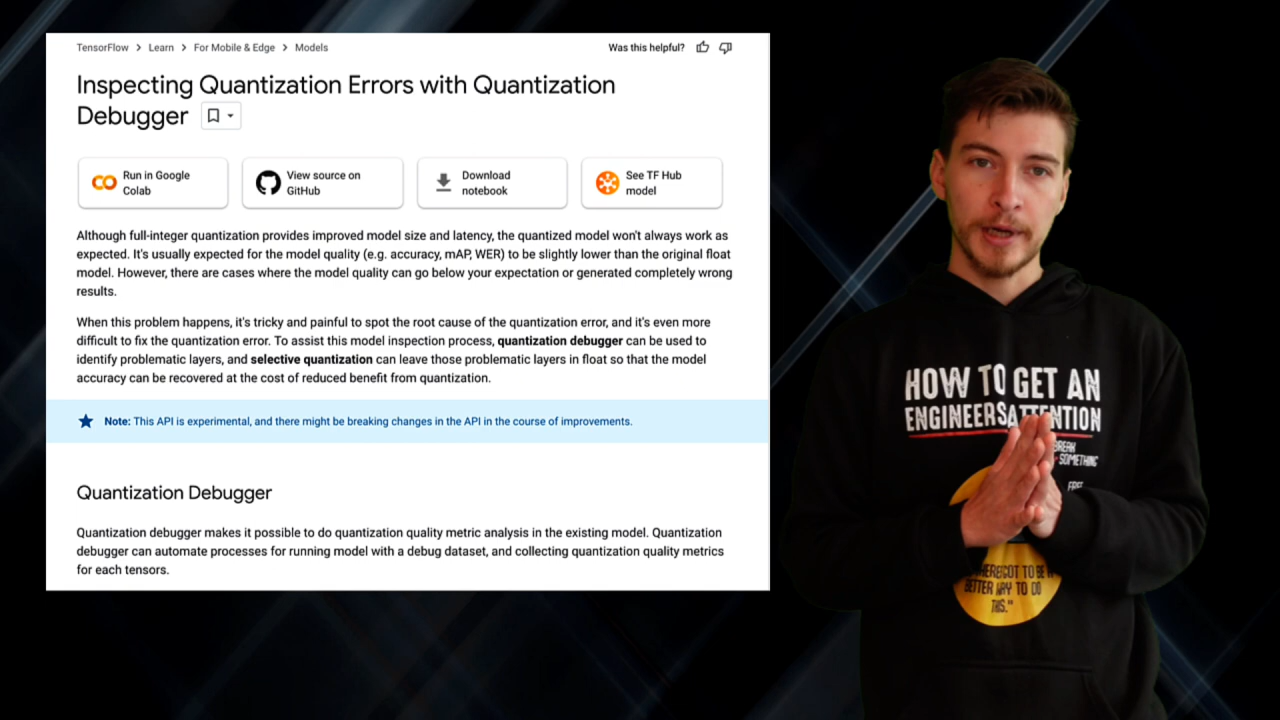 TensorFlow > Learn > For Mobile & Edge > Models
Was this helpful?
Inspecting Quantization Errors with Quantization
Debugger
Run in Google
Colab
View source on
GitHub
Download
notebook
See TF Hub
model
Although full-integer quantization provides improved model size and latency, the quantized model won't always work as
expected. It's usually expected for the model quality (e.g. accuracy, mAP, WER) to be slightly lower than the original float
model. However, there are cases where the model quality can go below your expectation or generated completely wrong
results.
When this problem happens, it's tricky and painful to spot the root cause of the quantization error, and it's even more
difficult to fix the quantization error. To assist this model inspection process, quantization debugger can be used to
identify problematic layers, and selective quantization can leave those problematic layers in float so that the model
accuracy can be recovered at the cost of reduced benefit from quantization.
Note: This API is experimental, and there might be breaking changes in the API in the course of improvements.
Quantization Debugger
Quantization debugger makes it possible to do quantization quality metric analysis in the existing model. Quantization
debugger can automate processes for running model with a debug dataset, and collecting quantization quality metrics
for each tensors.
HOW TO GET AN
ENGINEERS ATTENTION
BREAK
SOMETHING
FREE
GOT TO BE A
BETTER WAY TO DO
THIS."